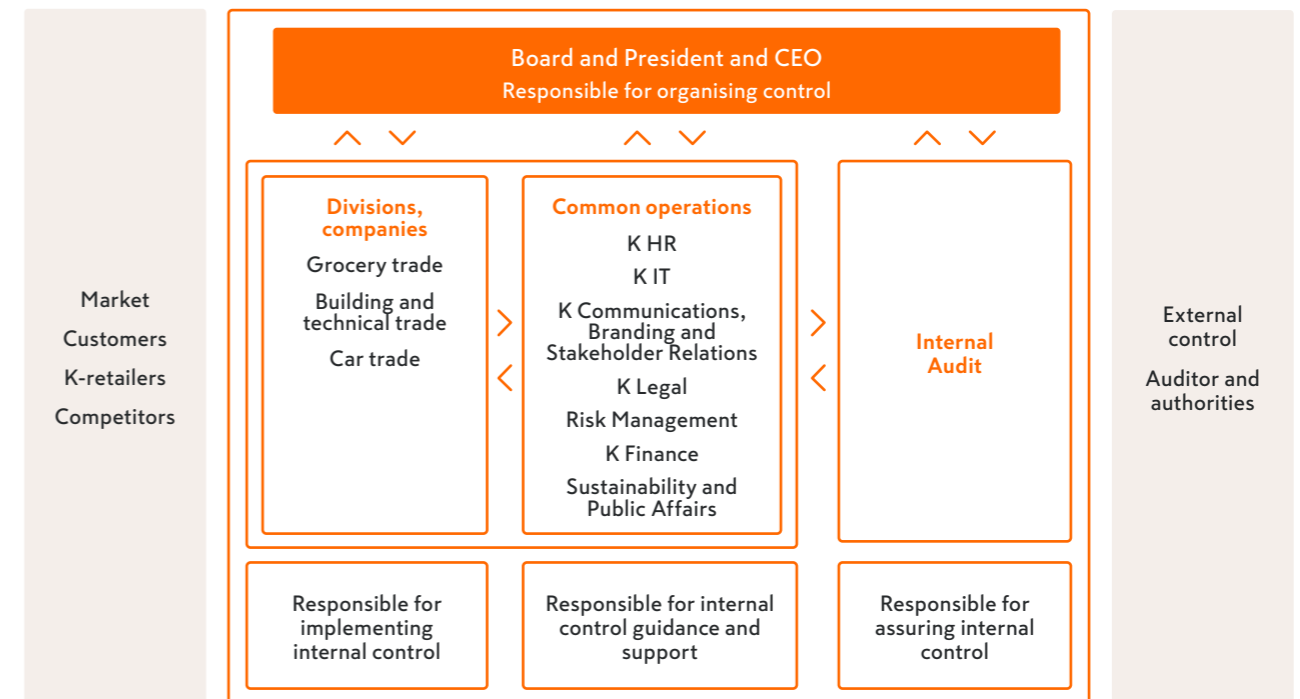 Board and President and CEO
Responsible for organising control
Market
Customers
K-retailers
Competitors
Divisions,
companies
Grocery trade
Building and
technical trade
Car trade
Common operations
K HR
K IT
K Communications,
Branding and
Stakeholder Relations
K Legal
Risk Management
K Finance
Sustainability and
Public Affairs
Internal
Audit
External
control
Auditor and
authorities
Responsible for
implementing
internal control
Responsible for internal
control guidance and
support
Responsible for
assuring internal
control